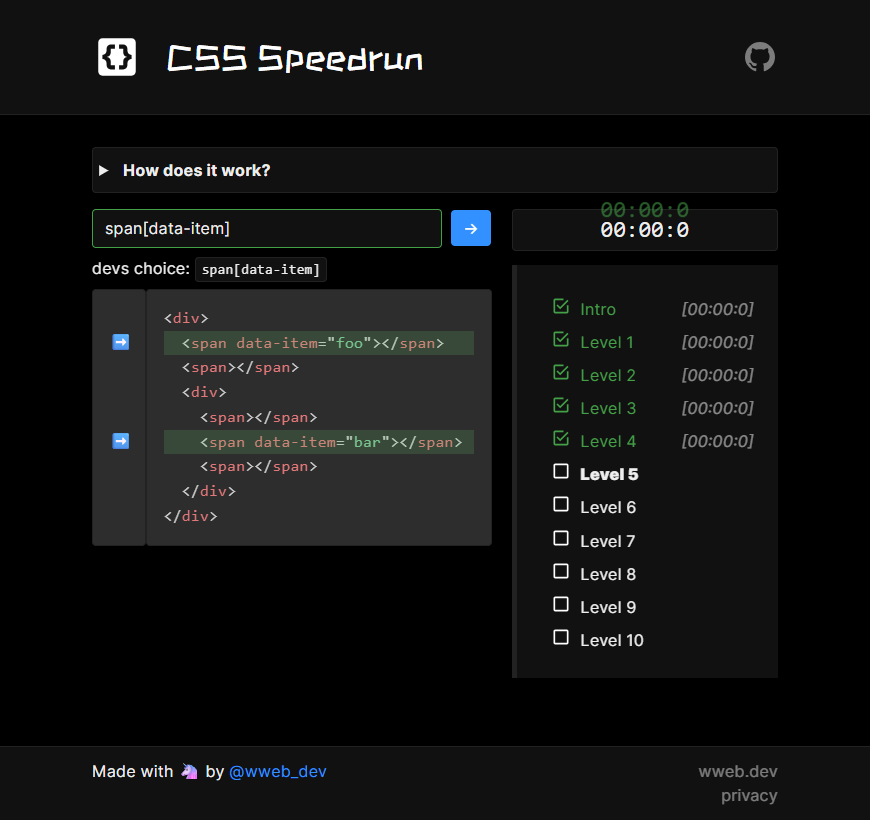 CSS Speedrun
How does it work?
span[data-item]
00:00:0
00:00:0
devs choice: span[data-item]
<div>
<span data-item="foo"></span>
<span></span>
<div>
<span></span>
<span data-item="bar"></span>
<span></span>
</div>
</div>
Intro [00:00:0]
Level 1 [00:00:0]
Level 2 [00:00:0]
Level 3 [00:00:0]
Level 4 [00:00:0]
Level 5
Level 6
Level 7
Level 8
Level 9
Level 10
Made with 🦄 by @wweb_dev
wweb.dev
privacy